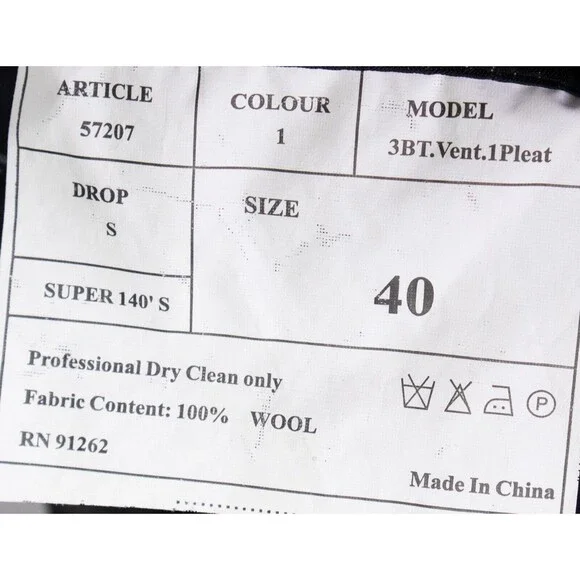 ARTICLE
57207
COLOUR
1
MODEL
3BT.Vent.1Pleat
DROP
S
SIZE
40
SUPER 140' S
Professional Dry Clean only
Fabric Content: 100% WOOL
RN 91262
P
Made In China